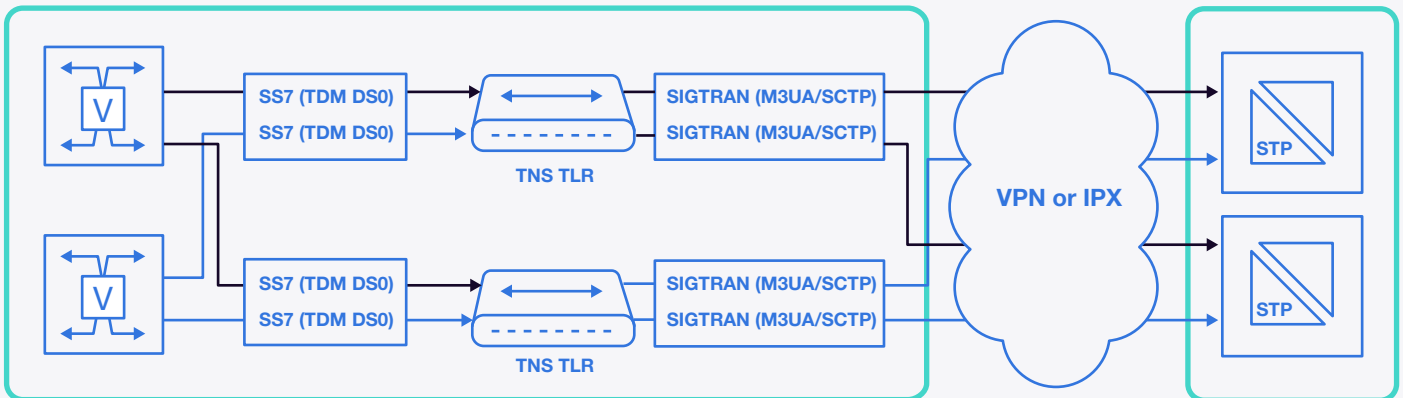 V
SS7 (TDM DS0)
SS7 (TDM DS0)
TNS TLR
SIGTRAN (M3UA/SCTP)
SIGTRAN (M3UA/SCTP)
VPN or IPX
STP
V
SS7 (TDM DS0)
SS7 (TDM DS0)
TNS TLR
SIGTRAN (M3UA/SCTP)
SIGTRAN (M3UA/SCTP)
STP